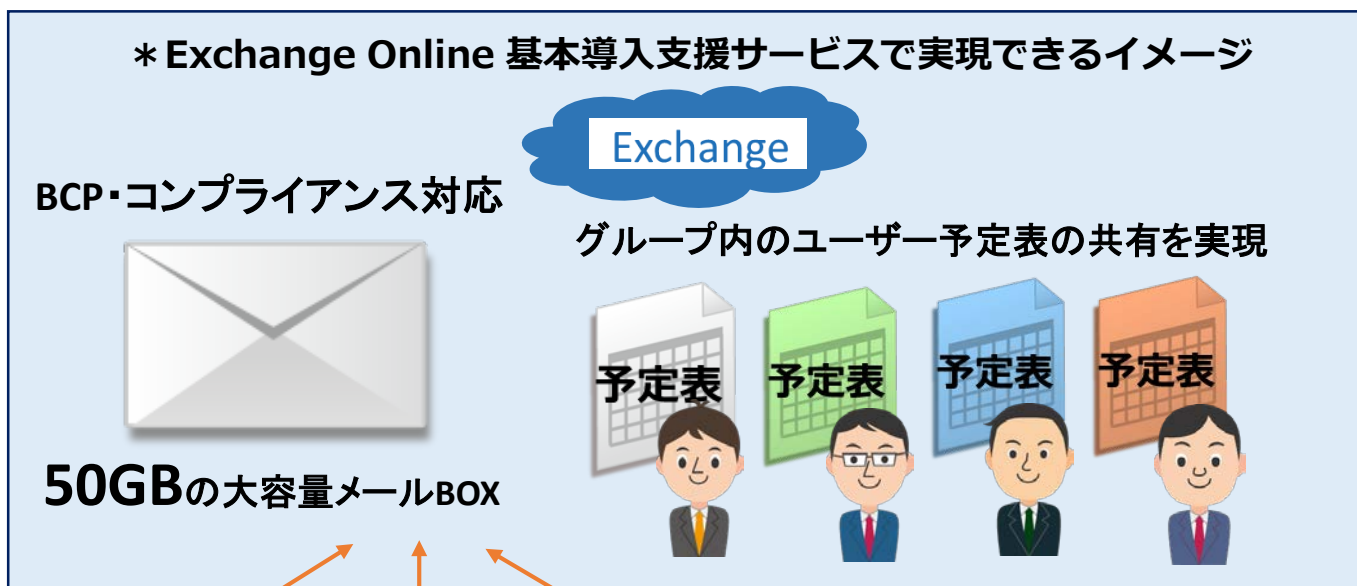 ＊Exchange Online 基本導入支援サービスで実現できるイメージ
Exchange
BCP・コンプライアンス対応
グループ内のユーザー予定表の共有を実現
予定表 予定表 予定表 予定表
50GBの大容量メールBOX